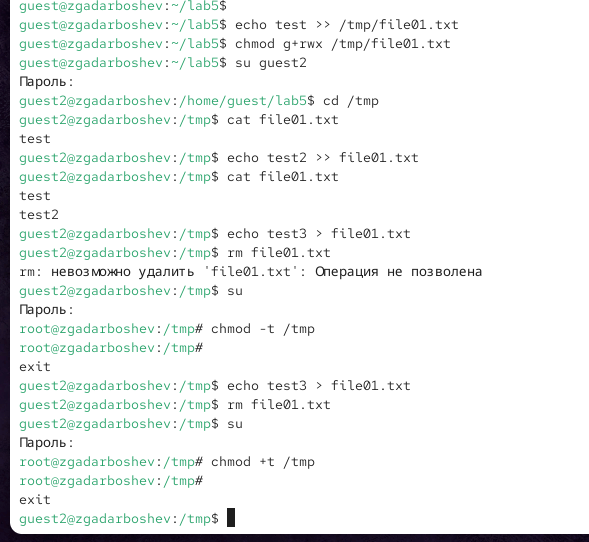 guest@zgadarboshev:~/lab5$
guest@zgadarboshev:~/lab5$ echo test >> /tmp/file01.txt
guest@zgadarboshev:~/lab5$ chmod g+rwx /tmp/file01.txt
guest@zgadarboshev:~/lab5$ su guest2
Пароль:
guest2@zgadarboshev:/home/guest/lab5$ cd /tmp
guest2@zgadarboshev:/tmp$ cat file01.txt
test
guest2@zgadarboshev:/tmp$ echo test2 >> file01.txt
guest2@zgadarboshev:/tmp$ cat file01.txt
test
test2
guest2@zgadarboshev:/tmp$ echo test3 > file01.txt
guest2@zgadarboshev:/tmp$ rm file01.txt
rm: невозможно удалить 'file01.txt': Операция не позволена
guest2@zgadarboshev:/tmp$ su
Пароль:
root@zgadarboshev:/tmp# chmod -t /tmp
root@zgadarboshev:/tmp#
exit
guest2@zgadarboshev:/tmp$ echo test3 > file01.txt
guest2@zgadarboshev:/tmp$ rm file01.txt
guest2@zgadarboshev:/tmp$ su
Пароль:
root@zgadarboshev:/tmp# chmod +t /tmp
root@zgadarboshev:/tmp#
exit
guest2@zgadarboshev:/tmp$